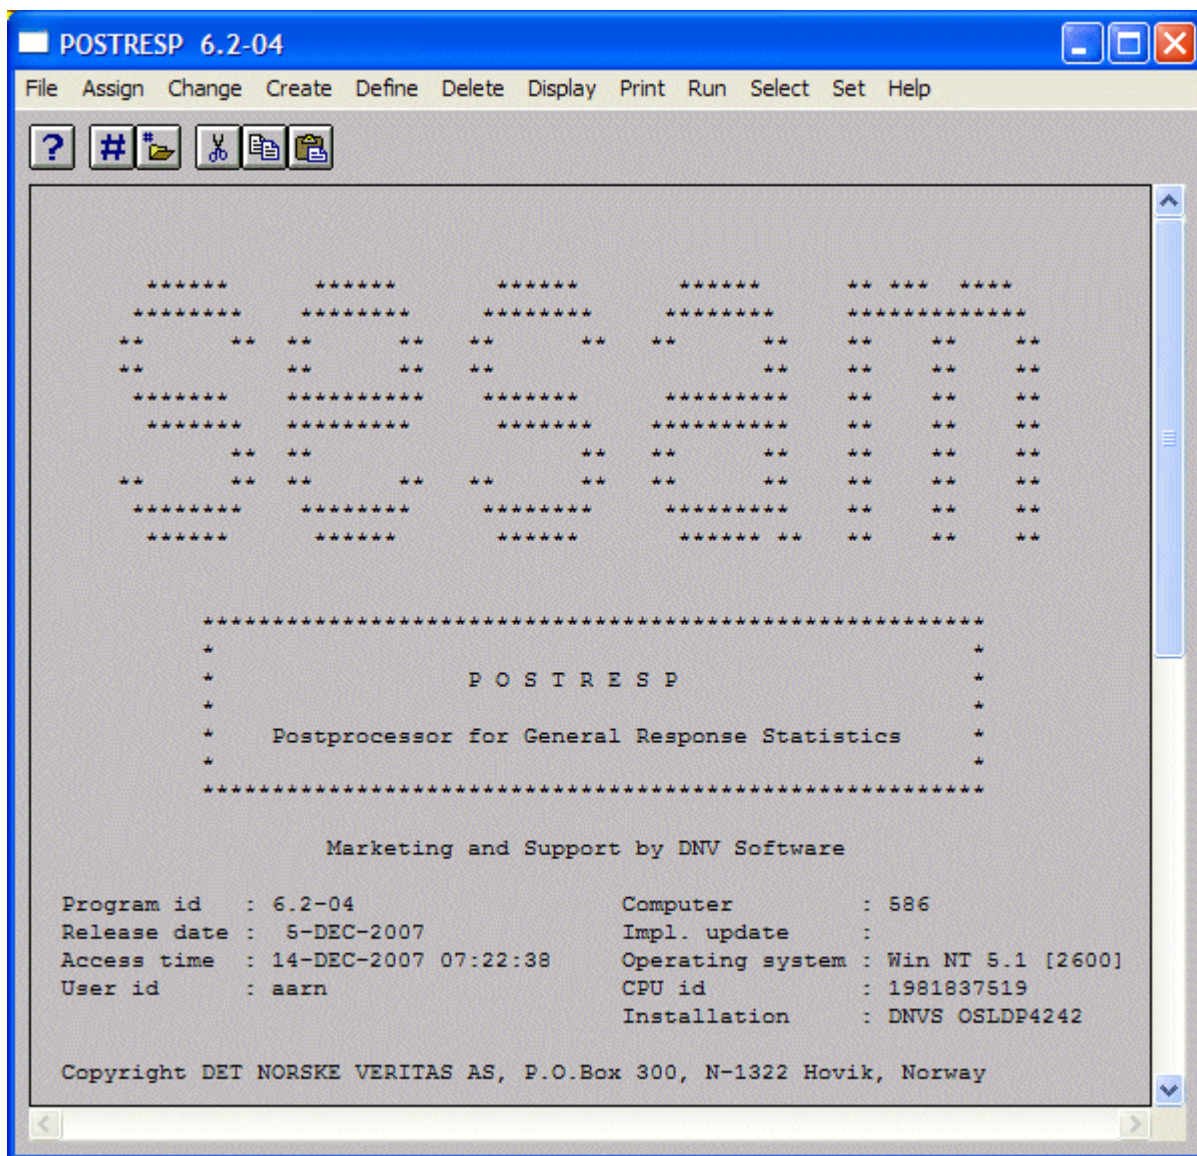 POSTRESP 6.2-04
File Assign Change Create Define Delete Display Print Run Select Set Help
? # #
sesam
P O S T R E S P
Postprocessor for General Response Statistics
Marketing and Support by DNV Software
Program id : 6.2-04 Computer : 586
Release date : 5-DEC-2007 Impl. update :
Access time : 14-DEC-2007 07:22:38 Operating system : Win NT 5.1 [2600]
User id : aarn CPU id : 1981837519
Installation : DNVS OSLDP4242
Copyright DET NORSKE VERITAS AS, P.O.Box 300, N-1322 Hovik, Norway